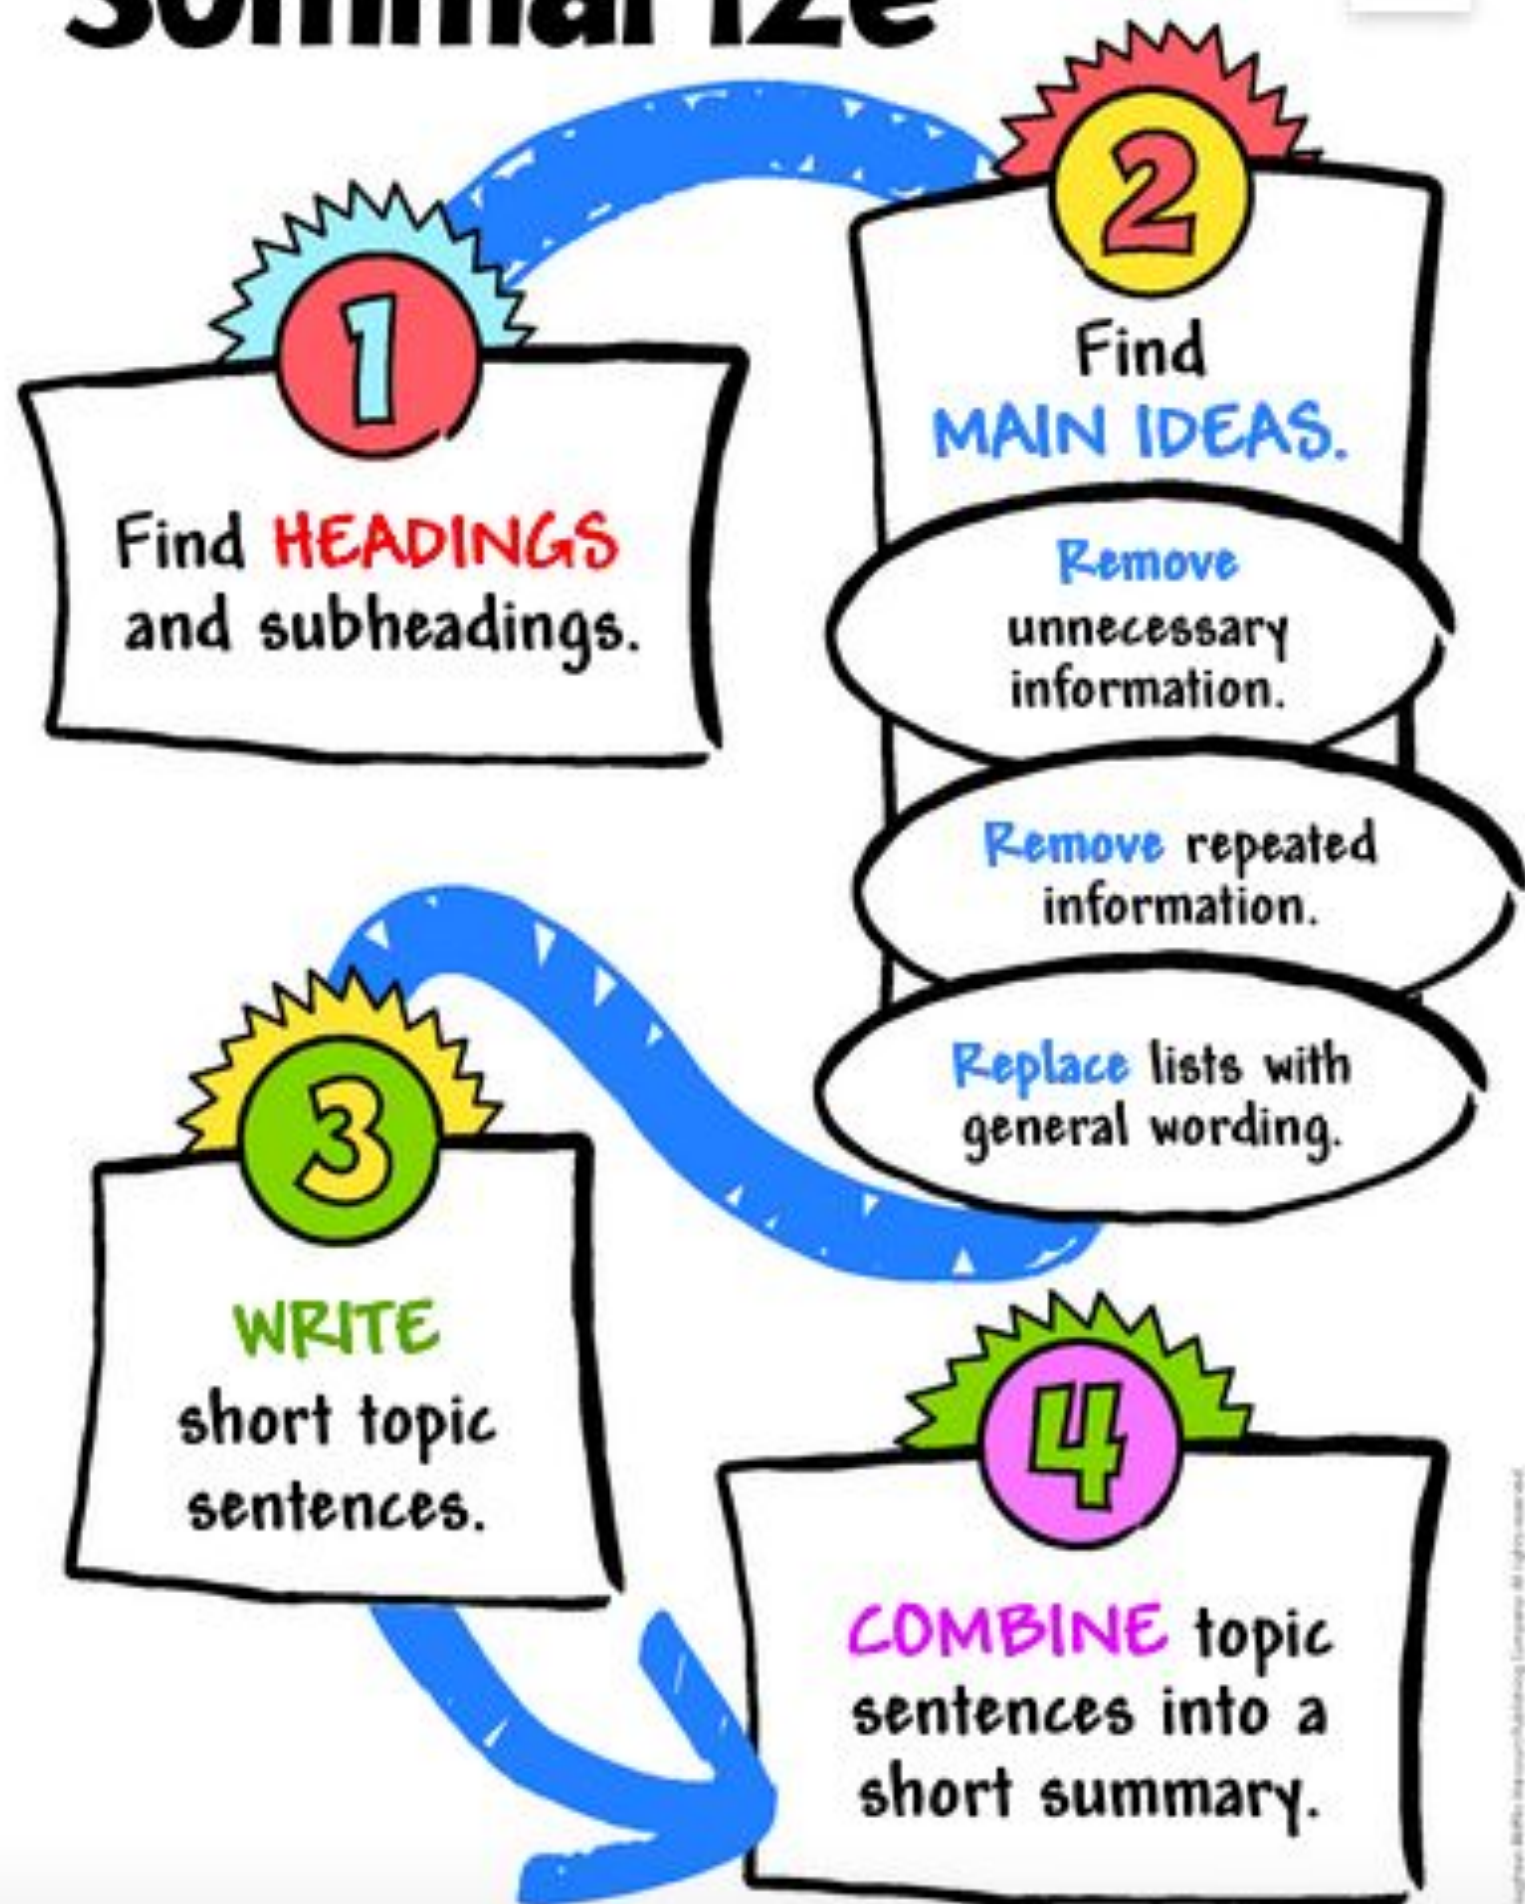 Summarize
1
Find HEADINGS
and subheadings.
2
Find
MAIN IDEAS.
Remove
unnecessary
information.
Remove repeated
information.
Replace lists with
general wording.
3
WRITE
short topic
sentences.
4
COMBINE topic
sentences into a
short summary.